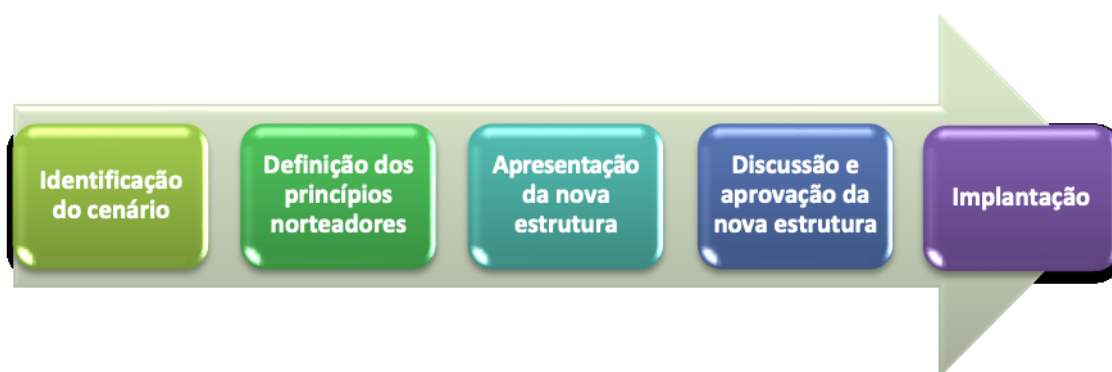 Identificação
do cenário
Definição dos
princípios
norteadores
Apresentação
da nova
estrutura
Discussão e
aprovação da
nova estrutura
Implantação